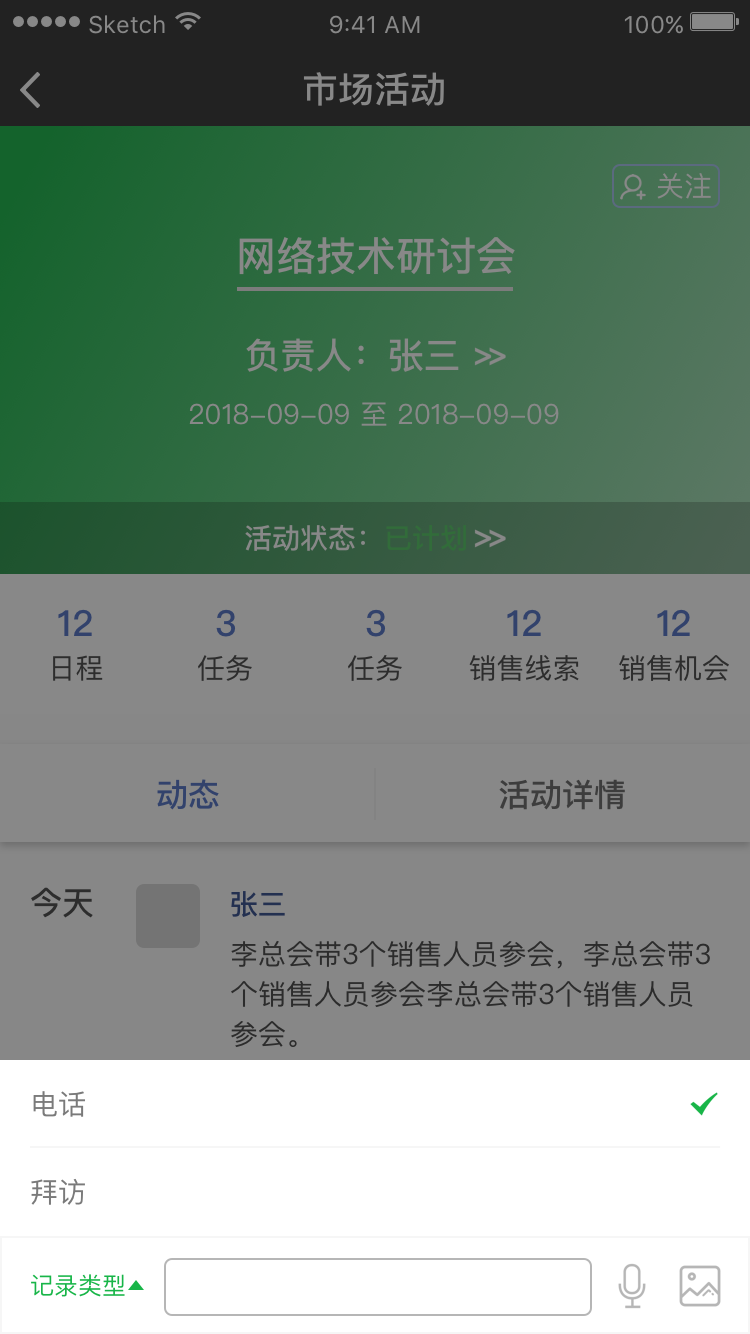 Sketch 9:41 AM 100%
市场活动
关注
网络技术研讨会
负责人：张三 >>
2018-09-09 至 2018-09-09
活动状态：已计划 >>
12 3 3 12 12
日程 任务 任务 销售线索 销售机会
动态 活动详情
今天 张三
李总会带3个销售人员参会，李总会带3
个销售人员参会李总会带3个销售人员
参会。
电话
拜访
记录类型